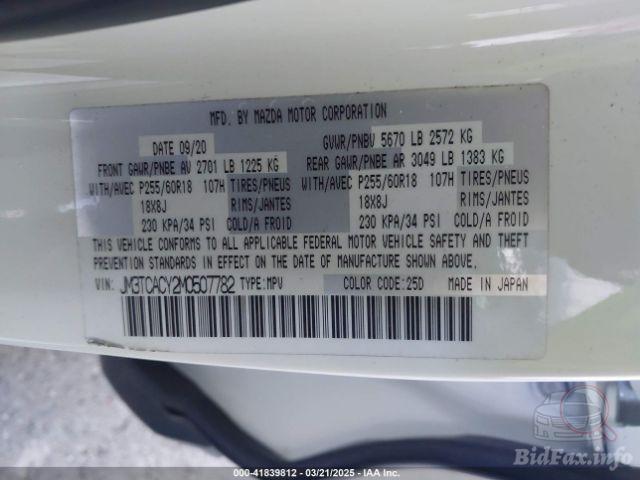 MFD. BY MAZDA MOTOR CORPORATION
DATE 09/20 GVWR/PNBV 5670 LB 2572 KG
FRONT GAWR/PNBE AV 2701 LB 1225 KG REAR GAWR/PNBE AR 3049 LB 1383 KG
WITH/AVEC P255/60R18 107H TIRES/PNEUS WITH/AVEC P255/60R18 107H TIRES/PNEUS
18X8J RIMS/JANTES 18X8J RIMS/JANTES
230 KPA/34 PSI COLD/A FROID 230 KPA/34 PSI COLD/A FROID
THIS VEHICLE CONFORMS TO ALL APPLICABLE FEDERAL MOTOR VEHICLE SAFETY AND THEFT
PREVENTION STANDARDS IN EFFECT ON THE DATE OF MANUFACTURE SHOWN ABOVE.
VIN: JM3TCACY2M0507782 TYPE:MPV COLOR CODE:25D MADE IN JAPAN
BidFax.info
000-41839812 - 03/21/2025 - IAA Inc.